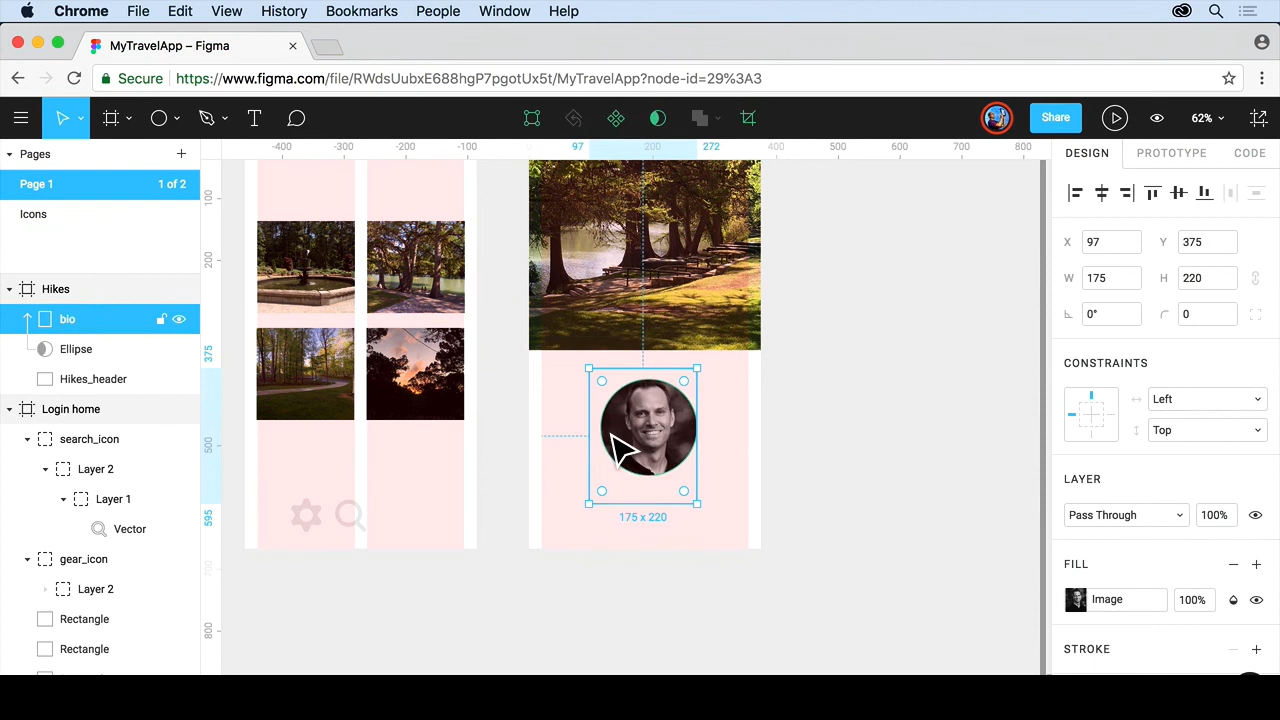 Chrome File Edit View History Bookmarks People Window Help
MyTravelApp – Figma
Secure https://www.figma.com/file/RWdsUubxE688hgP7pgotUx5t/MyTravelApp?node-id=29%3A3
T Share 62%
Pages
Page 1 1 of 2
Icons
Hikes
bio
Ellipse
Hikes_header
Login home
search_icon
Layer 2
Layer 1
Vector
gear_icon
Layer 2
Rectangle
Rectangle
-400 -300 -200 -100 97 200 272 400 500 600 700 800
100
200
375
500
595
700
800
175 x 220
DESIGN PROTOTYPE CODE
X 97 Y 375
W 175 H 220
0° 0
CONSTRAINTS
Left
Top
LAYER
Pass Through 100%
FILL
Image 100%
STROKE